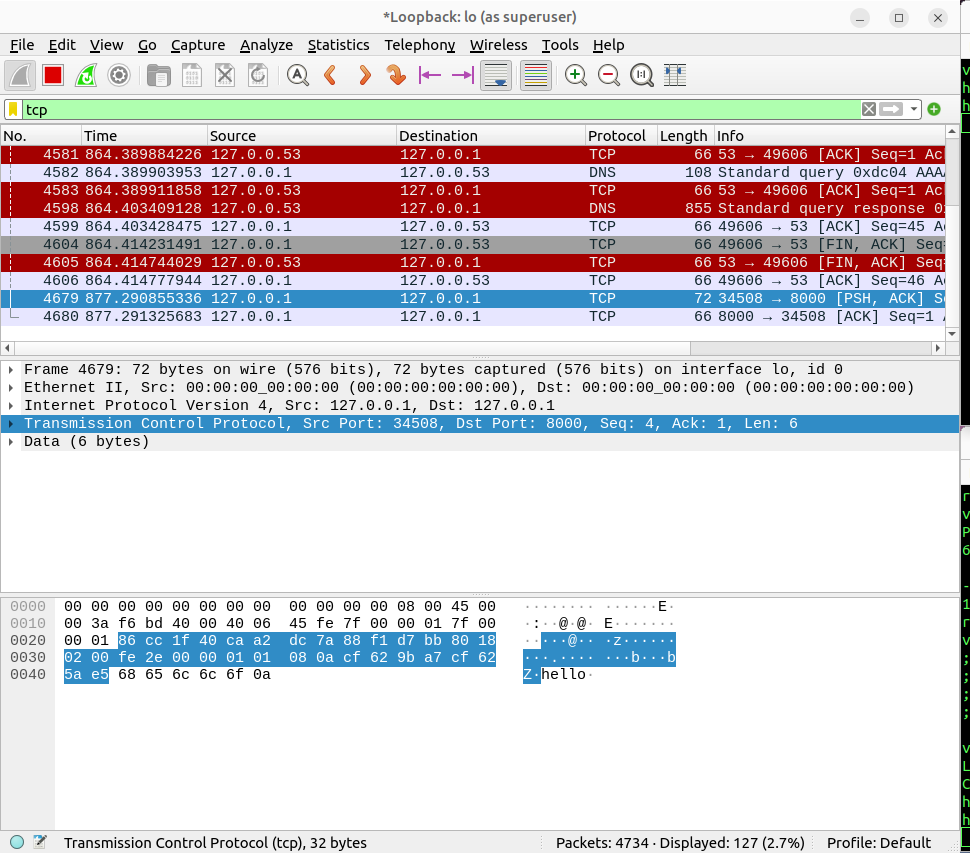 *Loopback: lo (as superuser)
File Edit View Go Capture Analyze Statistics Telephony Wireless Tools Help
tcp
No. Time Source Destination Protocol Length Info
4581 864.389884226 127.0.0.53 127.0.0.1 TCP 66 53 → 49606 [ACK] Seq=1 Ac
4582 864.389903953 127.0.0.1 127.0.0.53 DNS 108 Standard query 0xdc04 AAAA
4583 864.389911858 127.0.0.53 127.0.0.1 TCP 66 53 → 49606 [ACK] Seq=1 Ac
4598 864.403409128 127.0.0.53 127.0.0.1 DNS 855 Standard query response 0
4599 864.403428475 127.0.0.1 127.0.0.53 TCP 66 49606 → 53 [ACK] Seq=45 A
4604 864.414231491 127.0.0.1 127.0.0.53 TCP 66 49606 → 53 [FIN, ACK] Seq=
4605 864.414744029 127.0.0.53 127.0.0.1 TCP 66 53 → 49606 [FIN, ACK] Seq=
4606 864.414777944 127.0.0.1 127.0.0.53 TCP 66 49606 → 53 [ACK] Seq=46 A
4679 877.290855336 127.0.0.1 127.0.0.1 TCP 72 34508 → 8000 [PSH, ACK] S
4680 877.291325683 127.0.0.1 127.0.0.1 TCP 66 8000 → 34508 [ACK] Seq=1 A
Frame 4679: 72 bytes on wire (576 bits), 72 bytes captured (576 bits) on interface lo, id 0
Ethernet II, Src: 00:00:00_00:00:00 (00:00:00:00:00:00), Dst: 00:00:00_00:00:00 (00:00:00:00:00:00)
Internet Protocol Version 4, Src: 127.0.0.1, Dst: 127.0.0.1
Transmission Control Protocol, Src Port: 34508, Dst Port: 8000, Seq: 4, Ack: 1, Len: 6
Data (6 bytes)
0000 00 00 00 00 00 00 00 00 00 00 00 00 08 00 45 00 ········ ······E·
0010 00 3a f6 bd 40 00 40 06 45 fe 7f 00 00 01 7f 00 ·:··@·@· E·······
0020 00 01 86 cc 1f 40 ca a2 dc 7a 88 f1 d7 bb 80 18 ·····@·· ·z······
0030 02 00 fe 2e 00 00 01 01 08 0a cf 62 9b a7 cf 62 ···.···· ···b···b
0040 5a e5 68 65 6c 6c 6f 0a Z·hello·
Transmission Control Protocol (tcp), 32 bytes Packets: 4734 · Displayed: 127 (2.7%) Profile: Default